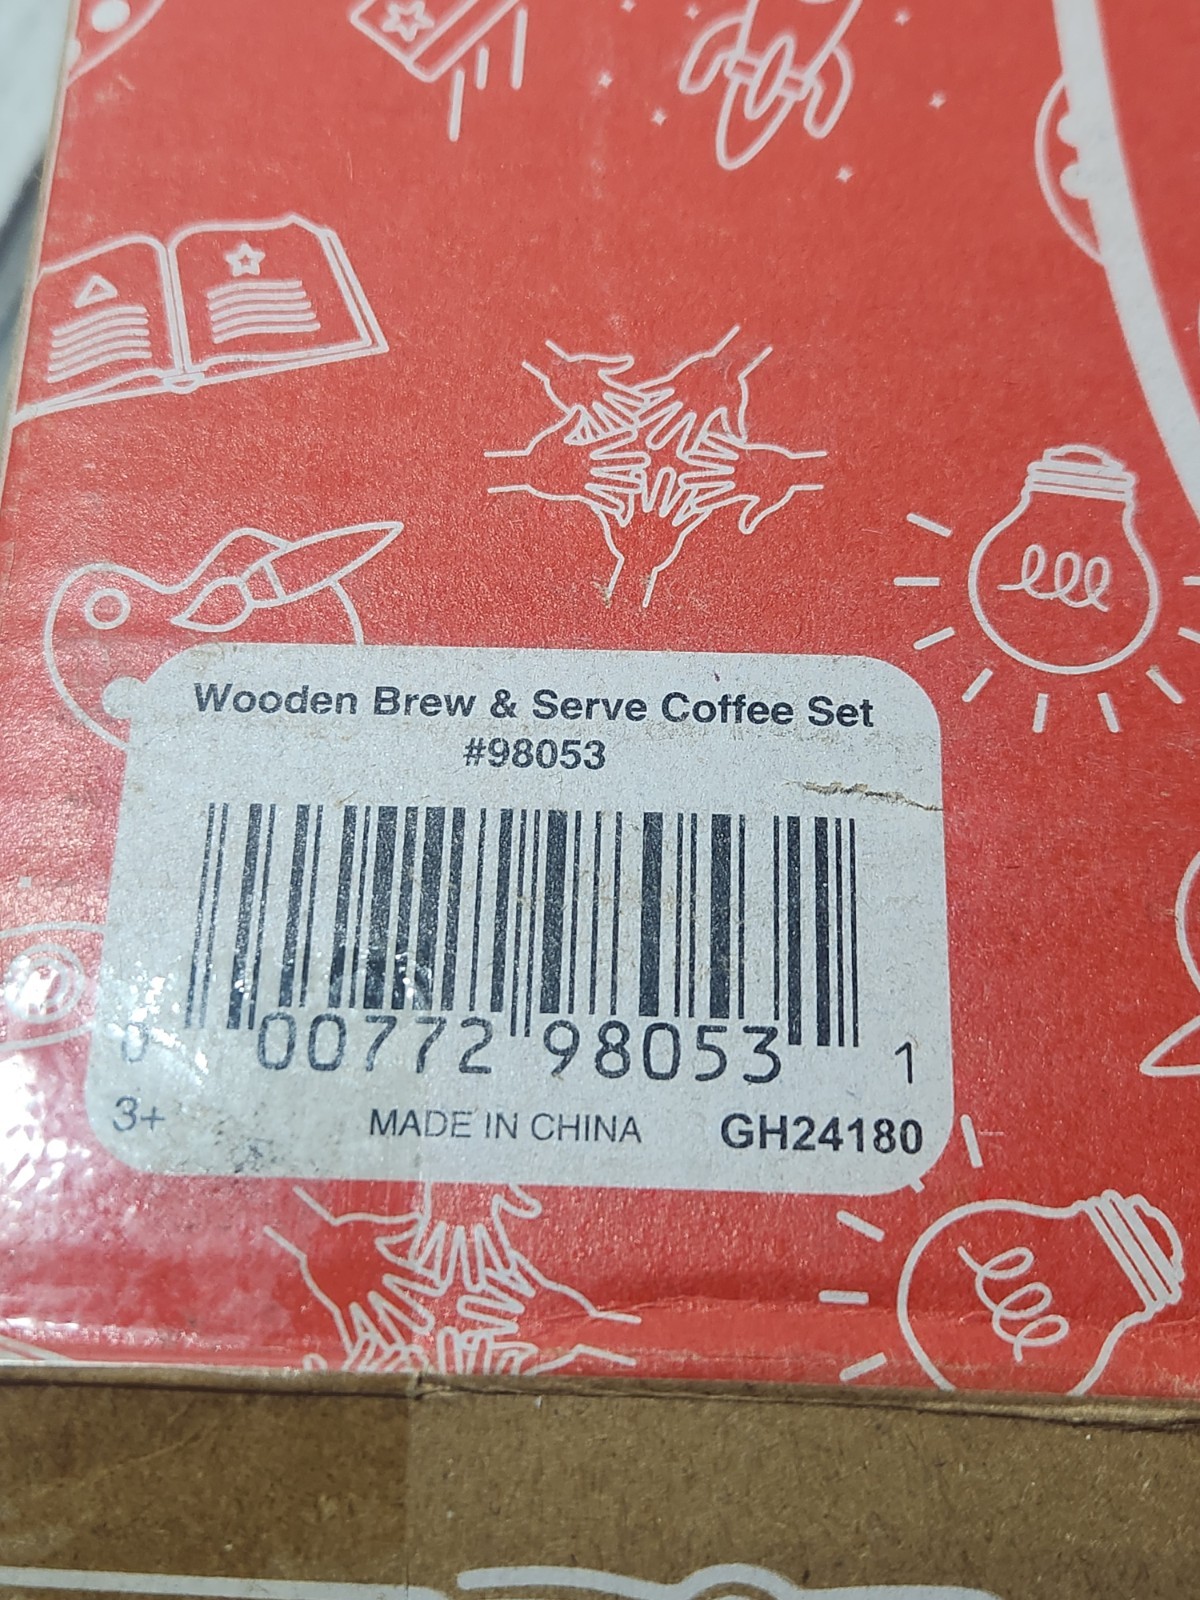 Wooden Brew & Serve Coffee Set
#98053
0 00772 98053 1
3+ MADE IN CHINA GH24180